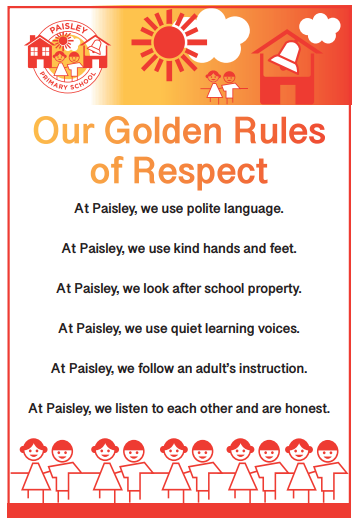 PAISLEY
PRIMARY SCHOOL
Our Golden Rules
of Respect
At Paisley, we use polite language.
At Paisley, we use kind hands and feet.
At Paisley, we look after school property.
At Paisley, we use quiet learning voices.
At Paisley, we follow an adult's instruction.
At Paisley, we listen to each other and are honest.